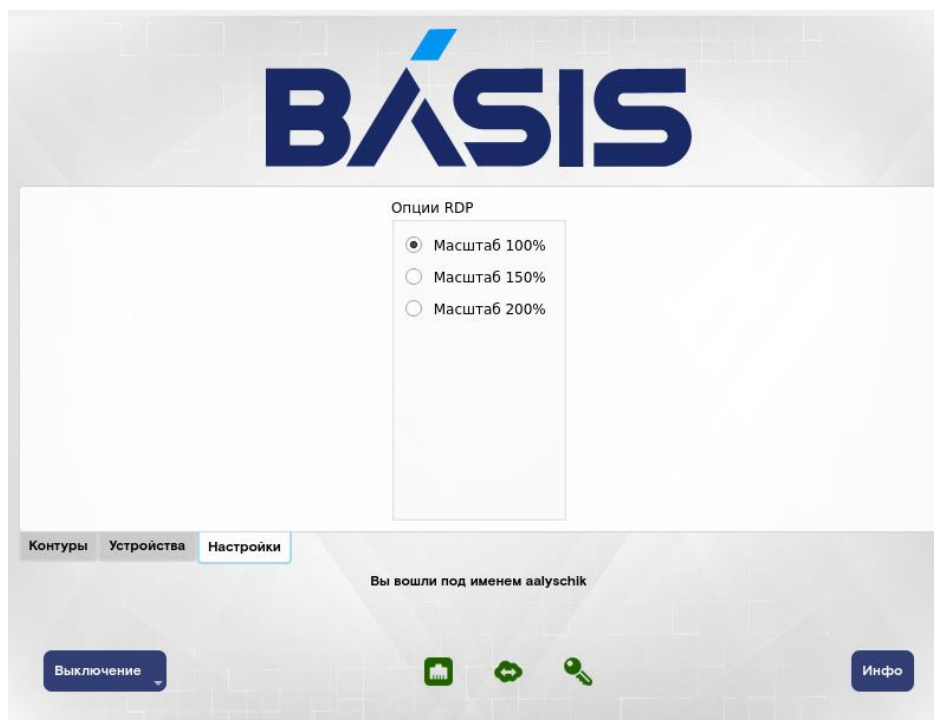 BÁSIS
Опции RDP
Масштаб 100%
Масштаб 150%
Масштаб 200%
Контуры Устройства Настройки
Вы вошли под именем aalyschik
Выключение
Инфо